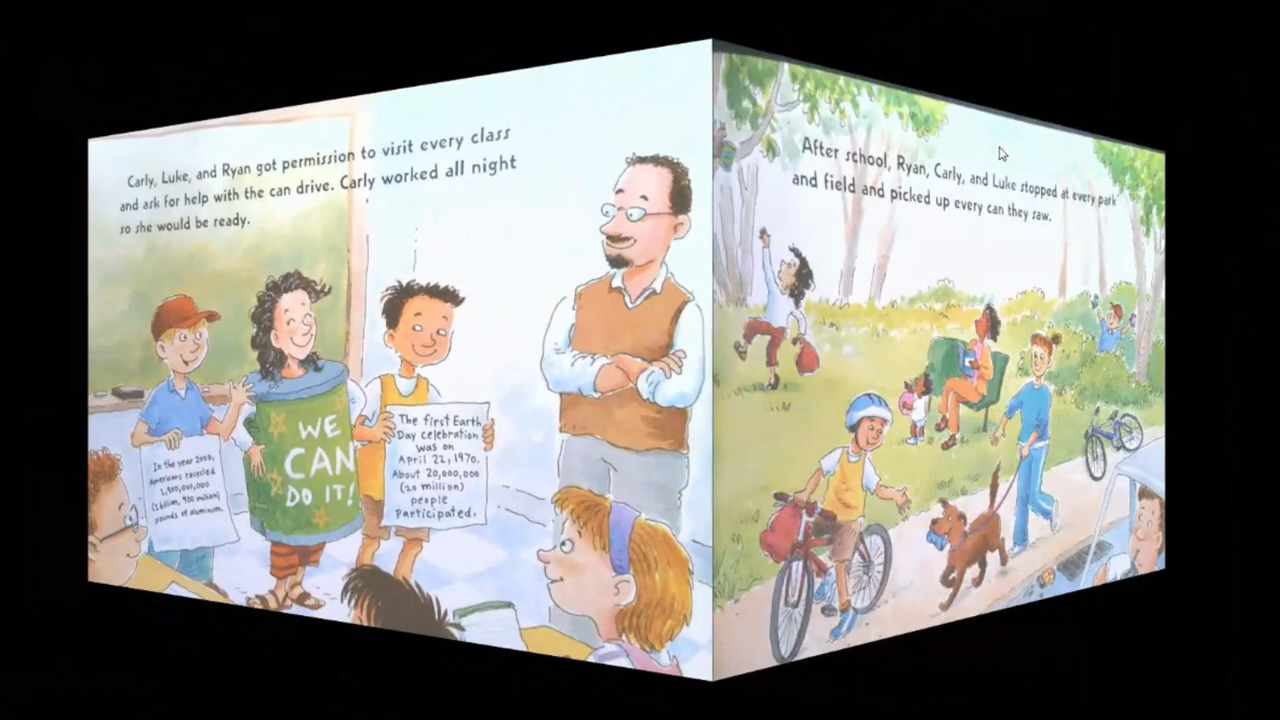 Carly, Luke, and Ryan got permission to visit every class
and ask for help with the can drive. Carly worked all night
so she would be ready.
In the year 2000,
Americans recycled
1,900,000,000
(1 billion, 900 million)
pounds of aluminum.
WE
CAN
DO IT!
The first Earth
Day celebration
was on
April 22, 1970.
About 20,000,000
(20 million)
people
participated.
After school, Ryan, Carly, and Luke stopped at every park
and field and picked up every can they saw.